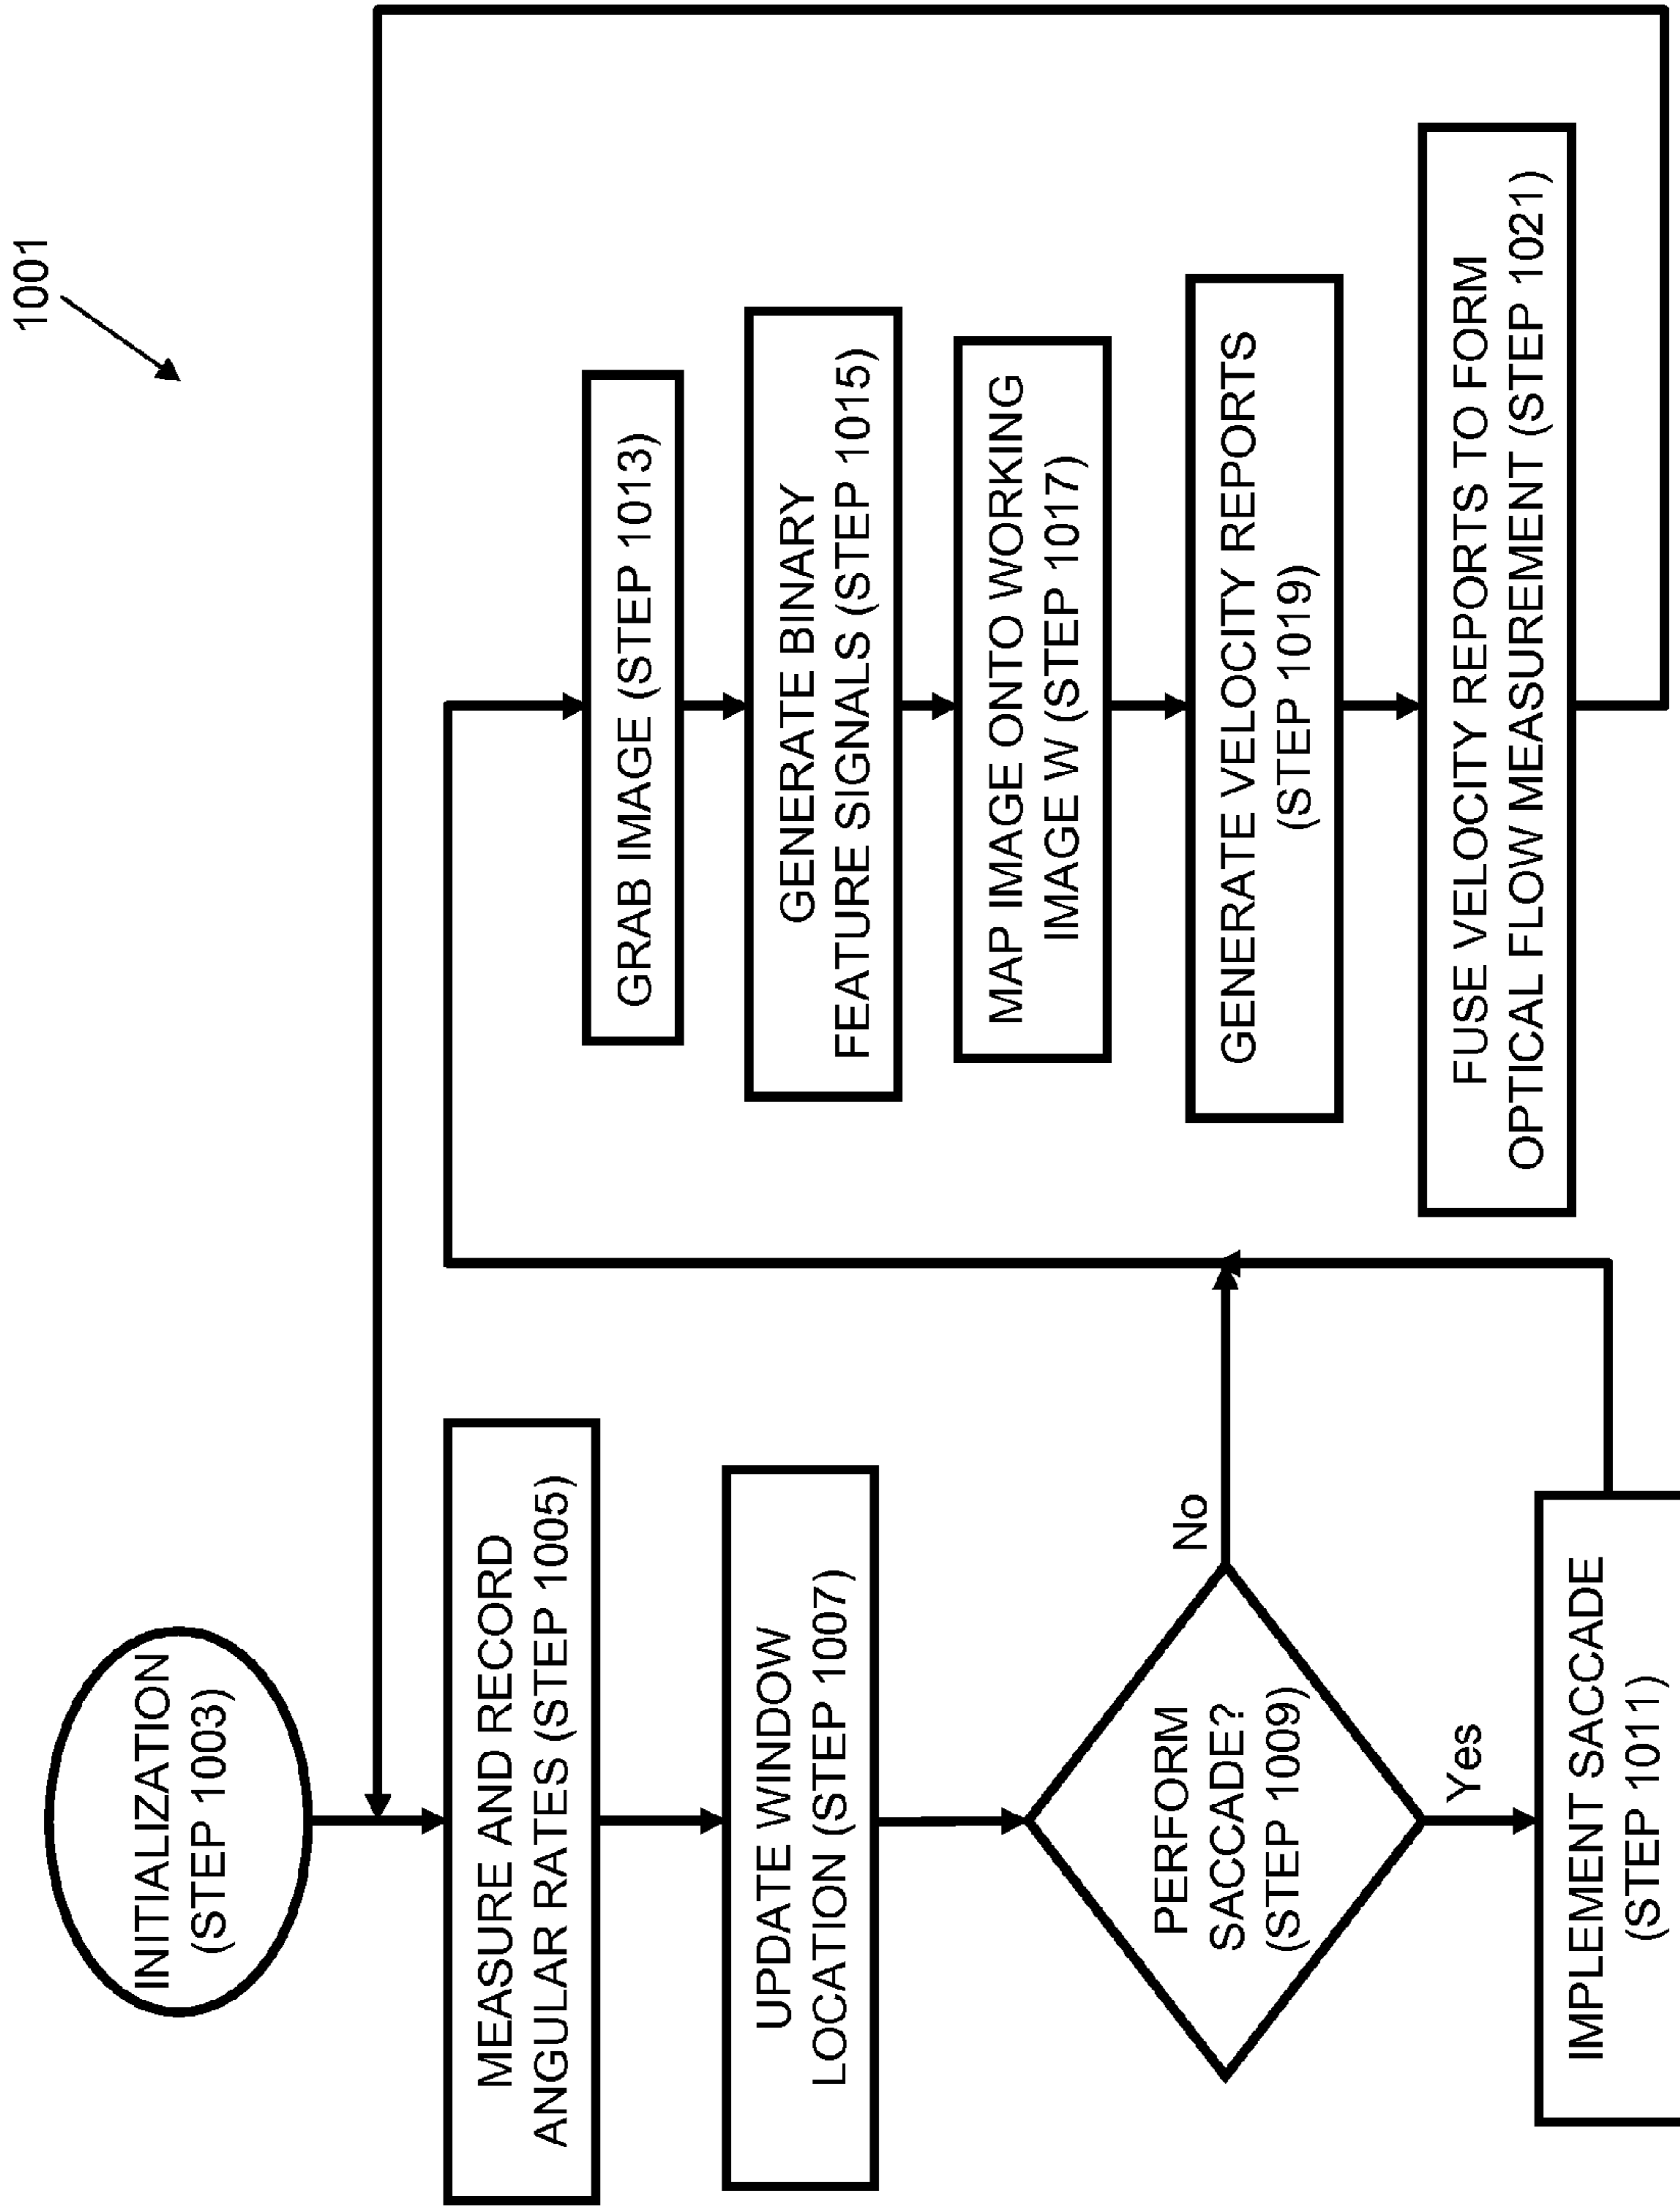 1001
INITIALIZATION
(STEP 1003)
MEASURE AND RECORD
ANGULAR RATES (STEP 1005)
UPDATE WINDOW
LOCATION (STEP 1007)
PERFORM
SACCADE?
(STEP 1009)
No
Yes
IMPLEMENT SACCADE
(STEP 1011)
GRAB IMAGE (STEP 1013)
GENERATE BINARY
FEATURE SIGNALS (STEP 1015)
MAP IMAGE ONTO WORKING
IMAGE W (STEP 1017)
GENERATE VELOCITY REPORTS
(STEP 1019)
FUSE VELOCITY REPORTS TO FORM
OPTICAL FLOW MEASUREMENT (STEP 1021)